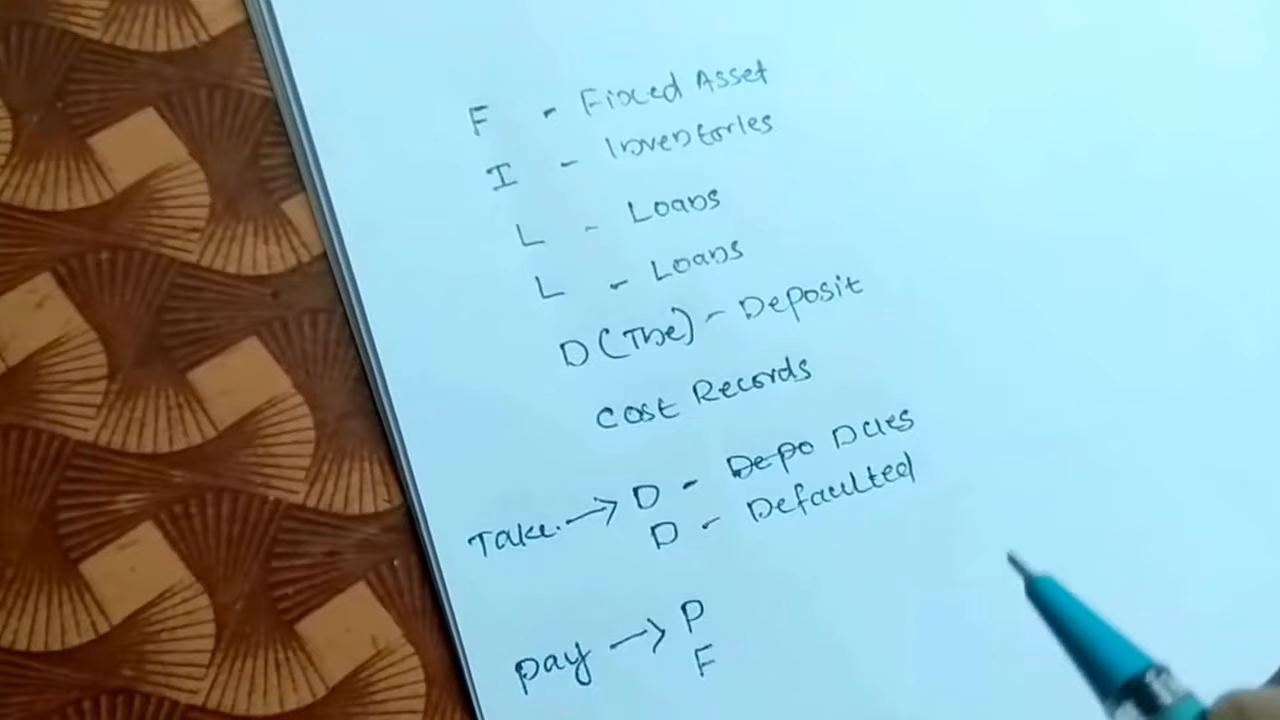 F - Fixed Asset
I - Inventories
L - Loans
L - Loans
D (The) - Deposit
Cost Records
Take. → D - Depo Dues
D - Defaulted
pay → P
F